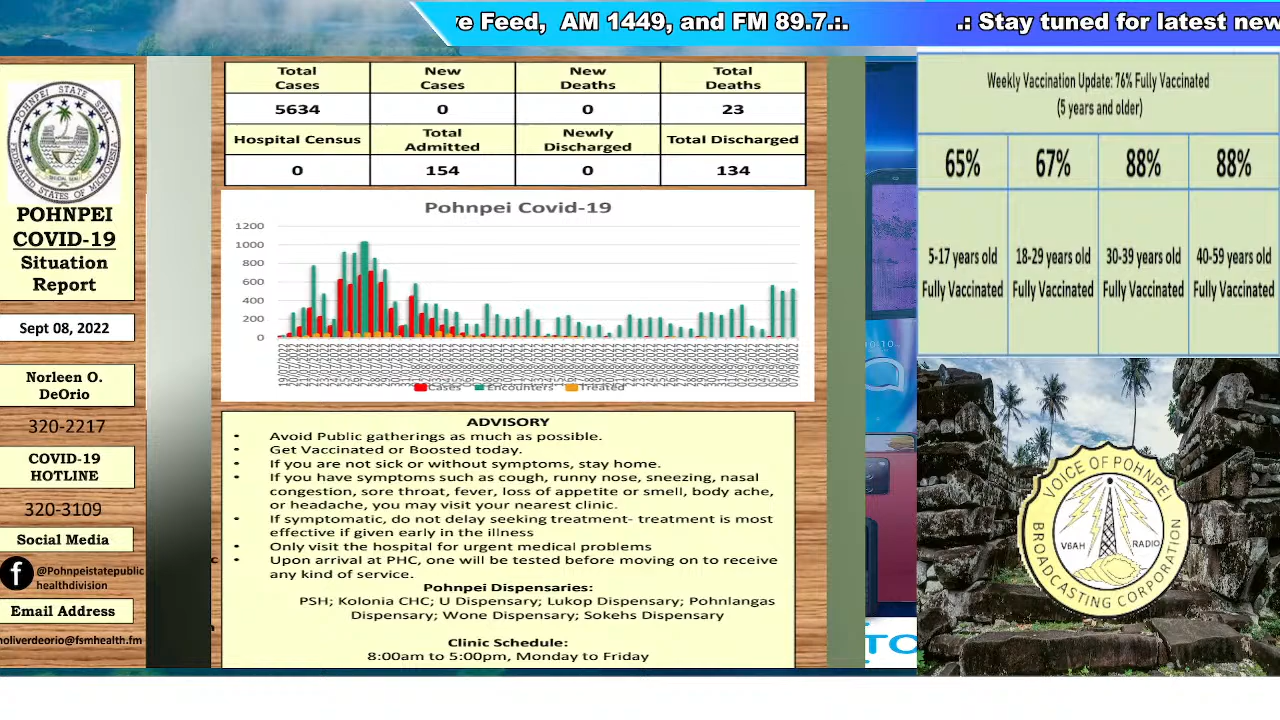 e Feed,  AM 1449, and FM 89.7.:.
.: Stay tuned for latest new
POHNPEI STATE SEAL
FEDERATED STATES OF MICRONESIA
POHNPEI
COVID-19
Situation
Report
Sept 08, 2022
Norleen O.
DeOrio
320-2217
COVID-19
HOTLINE
320-3109
Social Media
@Pohnpeistatepublic
healthdivision
Email Address
noliverdeorio@fsmhealth.fm
Total Cases
New Cases
New Deaths
Total Deaths
5634
0
0
23
Hospital Census
Total Admitted
Newly Discharged
Total Discharged
0
154
0
134
Pohnpei Covid-19
1200
1000
800
600
400
200
0
Cases
Encounters
Treated
ADVISORY
• Avoid Public gatherings as much as possible.
• Get Vaccinated or Boosted today.
• If you are not sick or without symptoms, stay home.
• If you have symptoms such as cough, runny nose, sneezing, nasal
congestion, sore throat, fever, loss of appetite or smell, body ache,
or headache, you may visit your nearest clinic.
• If symptomatic, do not delay seeking treatment- treatment is most
effective if given early in the illness
• Only visit the hospital for urgent medical problems
• Upon arrival at PHC, one will be tested before moving on to receive
any kind of service.
Pohnpei Dispensaries:
PSH; Kolonia CHC; U Dispensary; Lukop Dispensary; Pohnlangas
Dispensary; Wone Dispensary; Sokehs Dispensary
Clinic Schedule:
8:00am to 5:00pm, Monday to Friday
TO
Weekly Vaccination Update: 76% Fully Vaccinated
(5 years and older)
65%
67%
88%
88%
5-17 years old
Fully Vaccinated
18-29 years old
Fully Vaccinated
30-39 years old
Fully Vaccinated
40-59 years old
Fully Vaccinated
VOICE OF POHNPEI
V6AH
RADIO
BROADCASTING CORPORATION